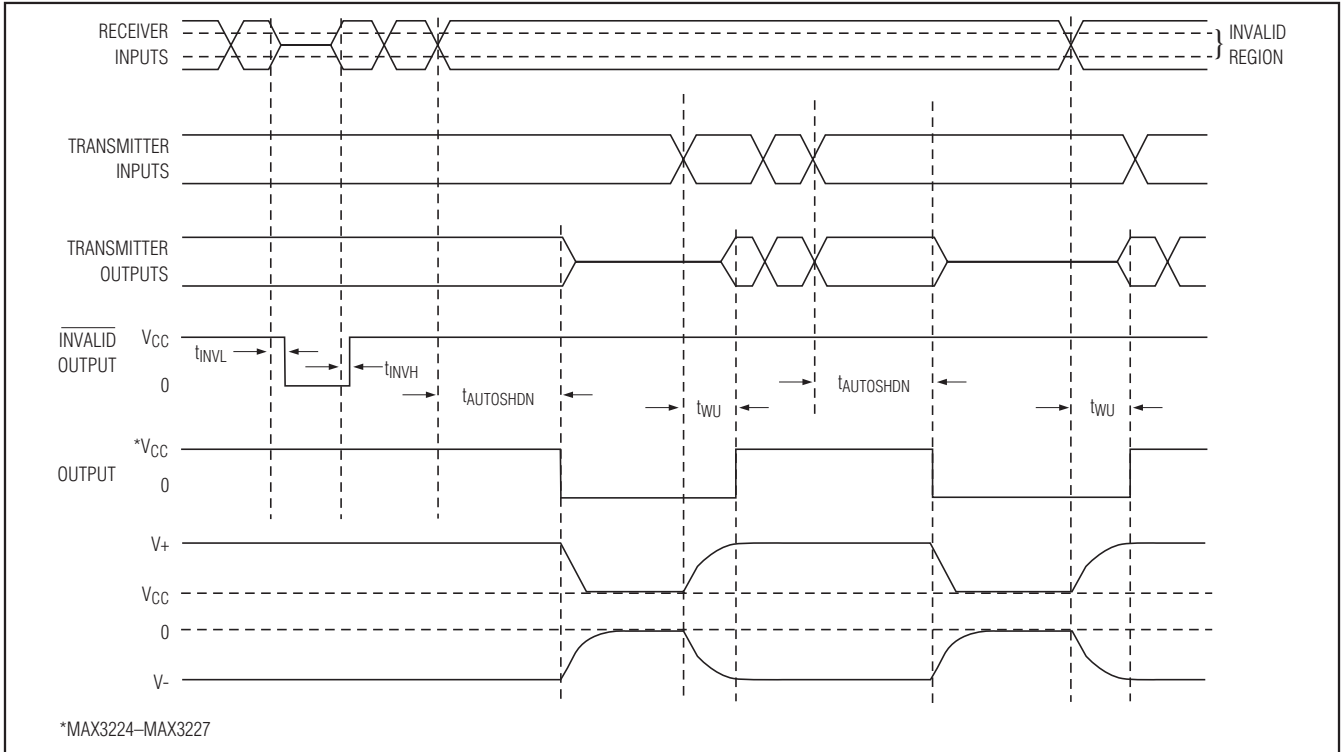 RECEIVER
INPUTS
} INVALID
REGION
TRANSMITTER
INPUTS
TRANSMITTER
OUTPUTS
INVALID
OUTPUT
VCC
0
tINVL
tINVH
tAUTOSHDN
tWU
tAUTOSHDN
tWU
*VCC
OUTPUT
0
V+
VCC
0
V-
*MAX3224–MAX3227